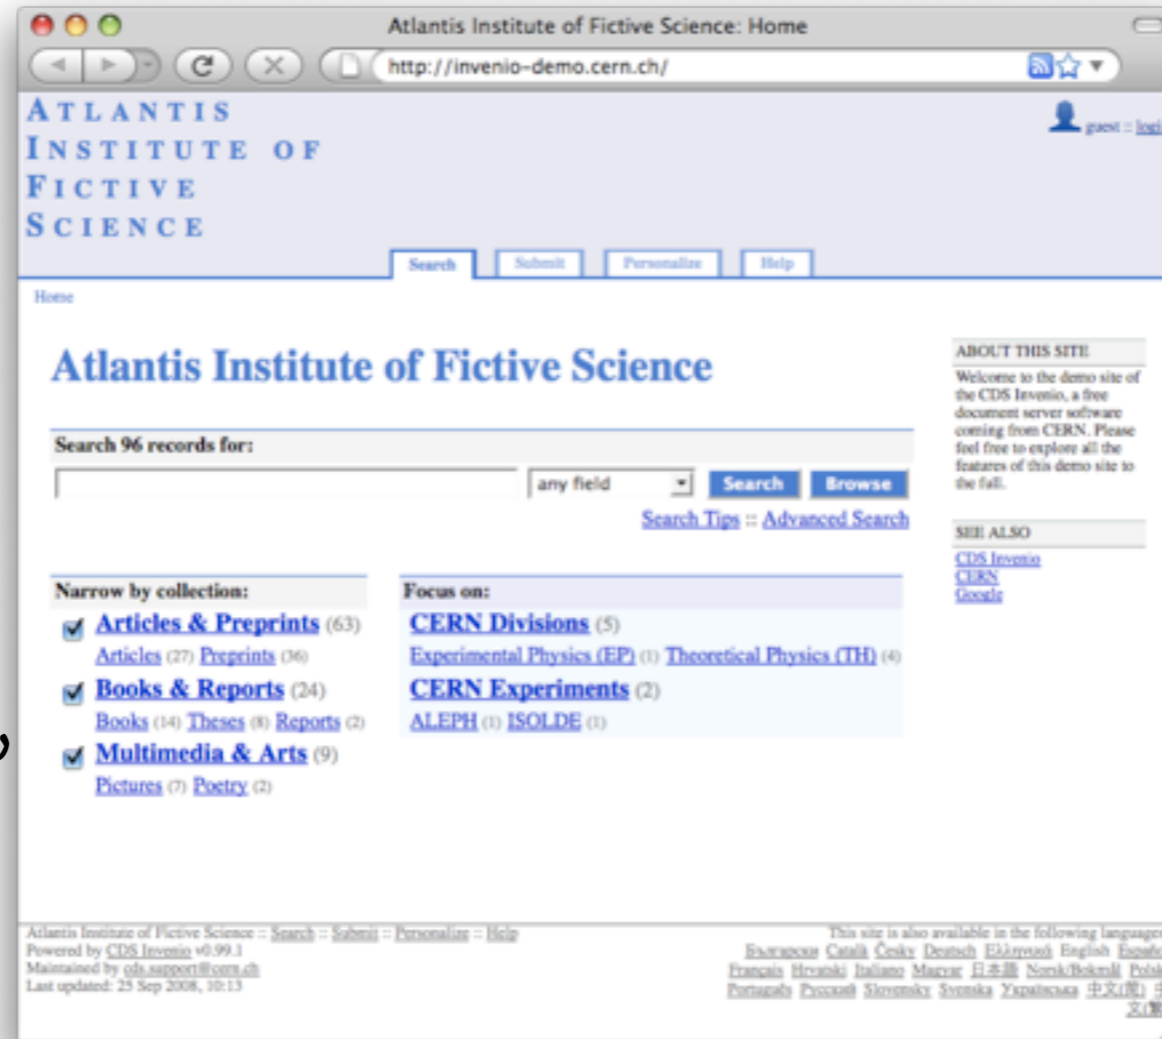 Atlantis Institute of Fictive Science: Home
http://invenio-demo.cern.ch/
ATLANTIS
INSTITUTE OF
FICTIVE
SCIENCE
guest :: logi
Search Submit Personalize Help
Home
Atlantis Institute of Fictive Science
Search 96 records for:
any field Search Browse
Search Tips :: Advanced Search
Narrow by collection:
Articles & Preprints (63)
Articles (27) Preprints (36)
Books & Reports (24)
Books (14) Theses (8) Reports (2)
Multimedia & Arts (9)
Pictures (7) Poetry (2)
Focus on:
CERN Divisions (5)
Experimental Physics (EP) (1) Theoretical Physics (TH) (4)
CERN Experiments (2)
ALEPH (1) ISOLDE (1)
ABOUT THIS SITE
Welcome to the demo site of
the CDS Invenio, a free
document server software
coming from CERN. Please
feel free to explore all the
features of this demo site to
the full.
SEE ALSO
CDS Invenio
CERN
Google
Atlantis Institute of Fictive Science :: Search :: Submit :: Personalize :: Help
Powered by CDS Invenio v0.99.1
Maintained by cds.support@cern.ch
Last updated: 25 Sep 2008, 10:13
This site is also available in the following languages
Български Català Česky Deutsch Ελληνικά English Españo
Français Hrvatski Italiano Magyar 日本語 Norsk/Bokmål Polsk
Português Русский Slovensky Svenska Українська 中文(简) 中
文(繁